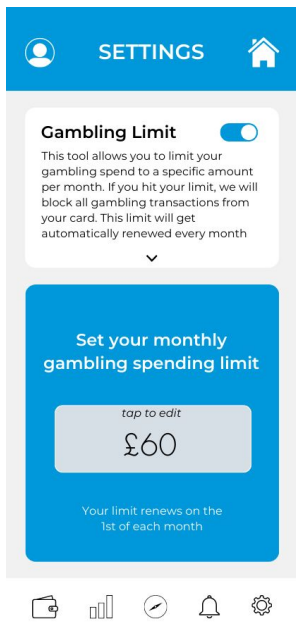 SETTINGS
Gambling Limit
This tool allows you to limit your
gambling spend to a specific amount
per month. If you hit your limit, we will
block all gambling transactions from
your card. This limit will get
automatically renewed every month
Set your monthly
gambling spending limit
tap to edit
£60
Your limit renews on the
1st of each month